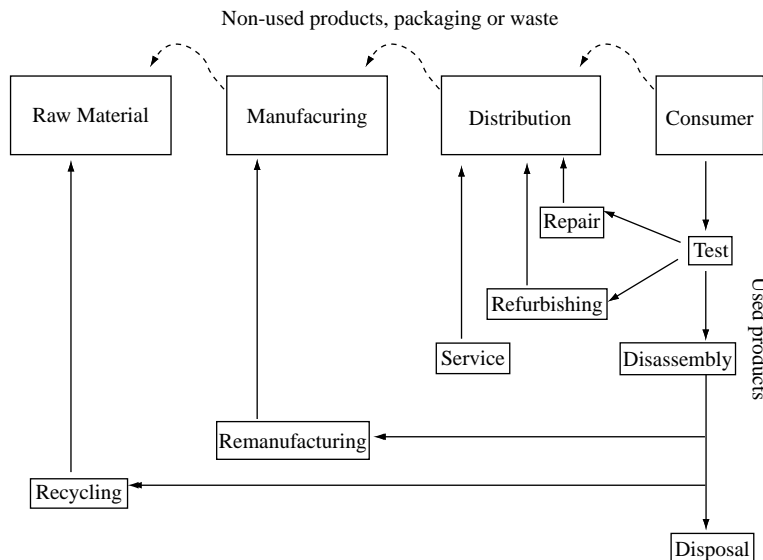 Non-used products, packaging or waste
Raw Material
Manufacuring
Distribution
Consumer
Repair
Test
Refurbishing
Used products
Service
Disassembly
Remanufacturing
Recycling
Disposal